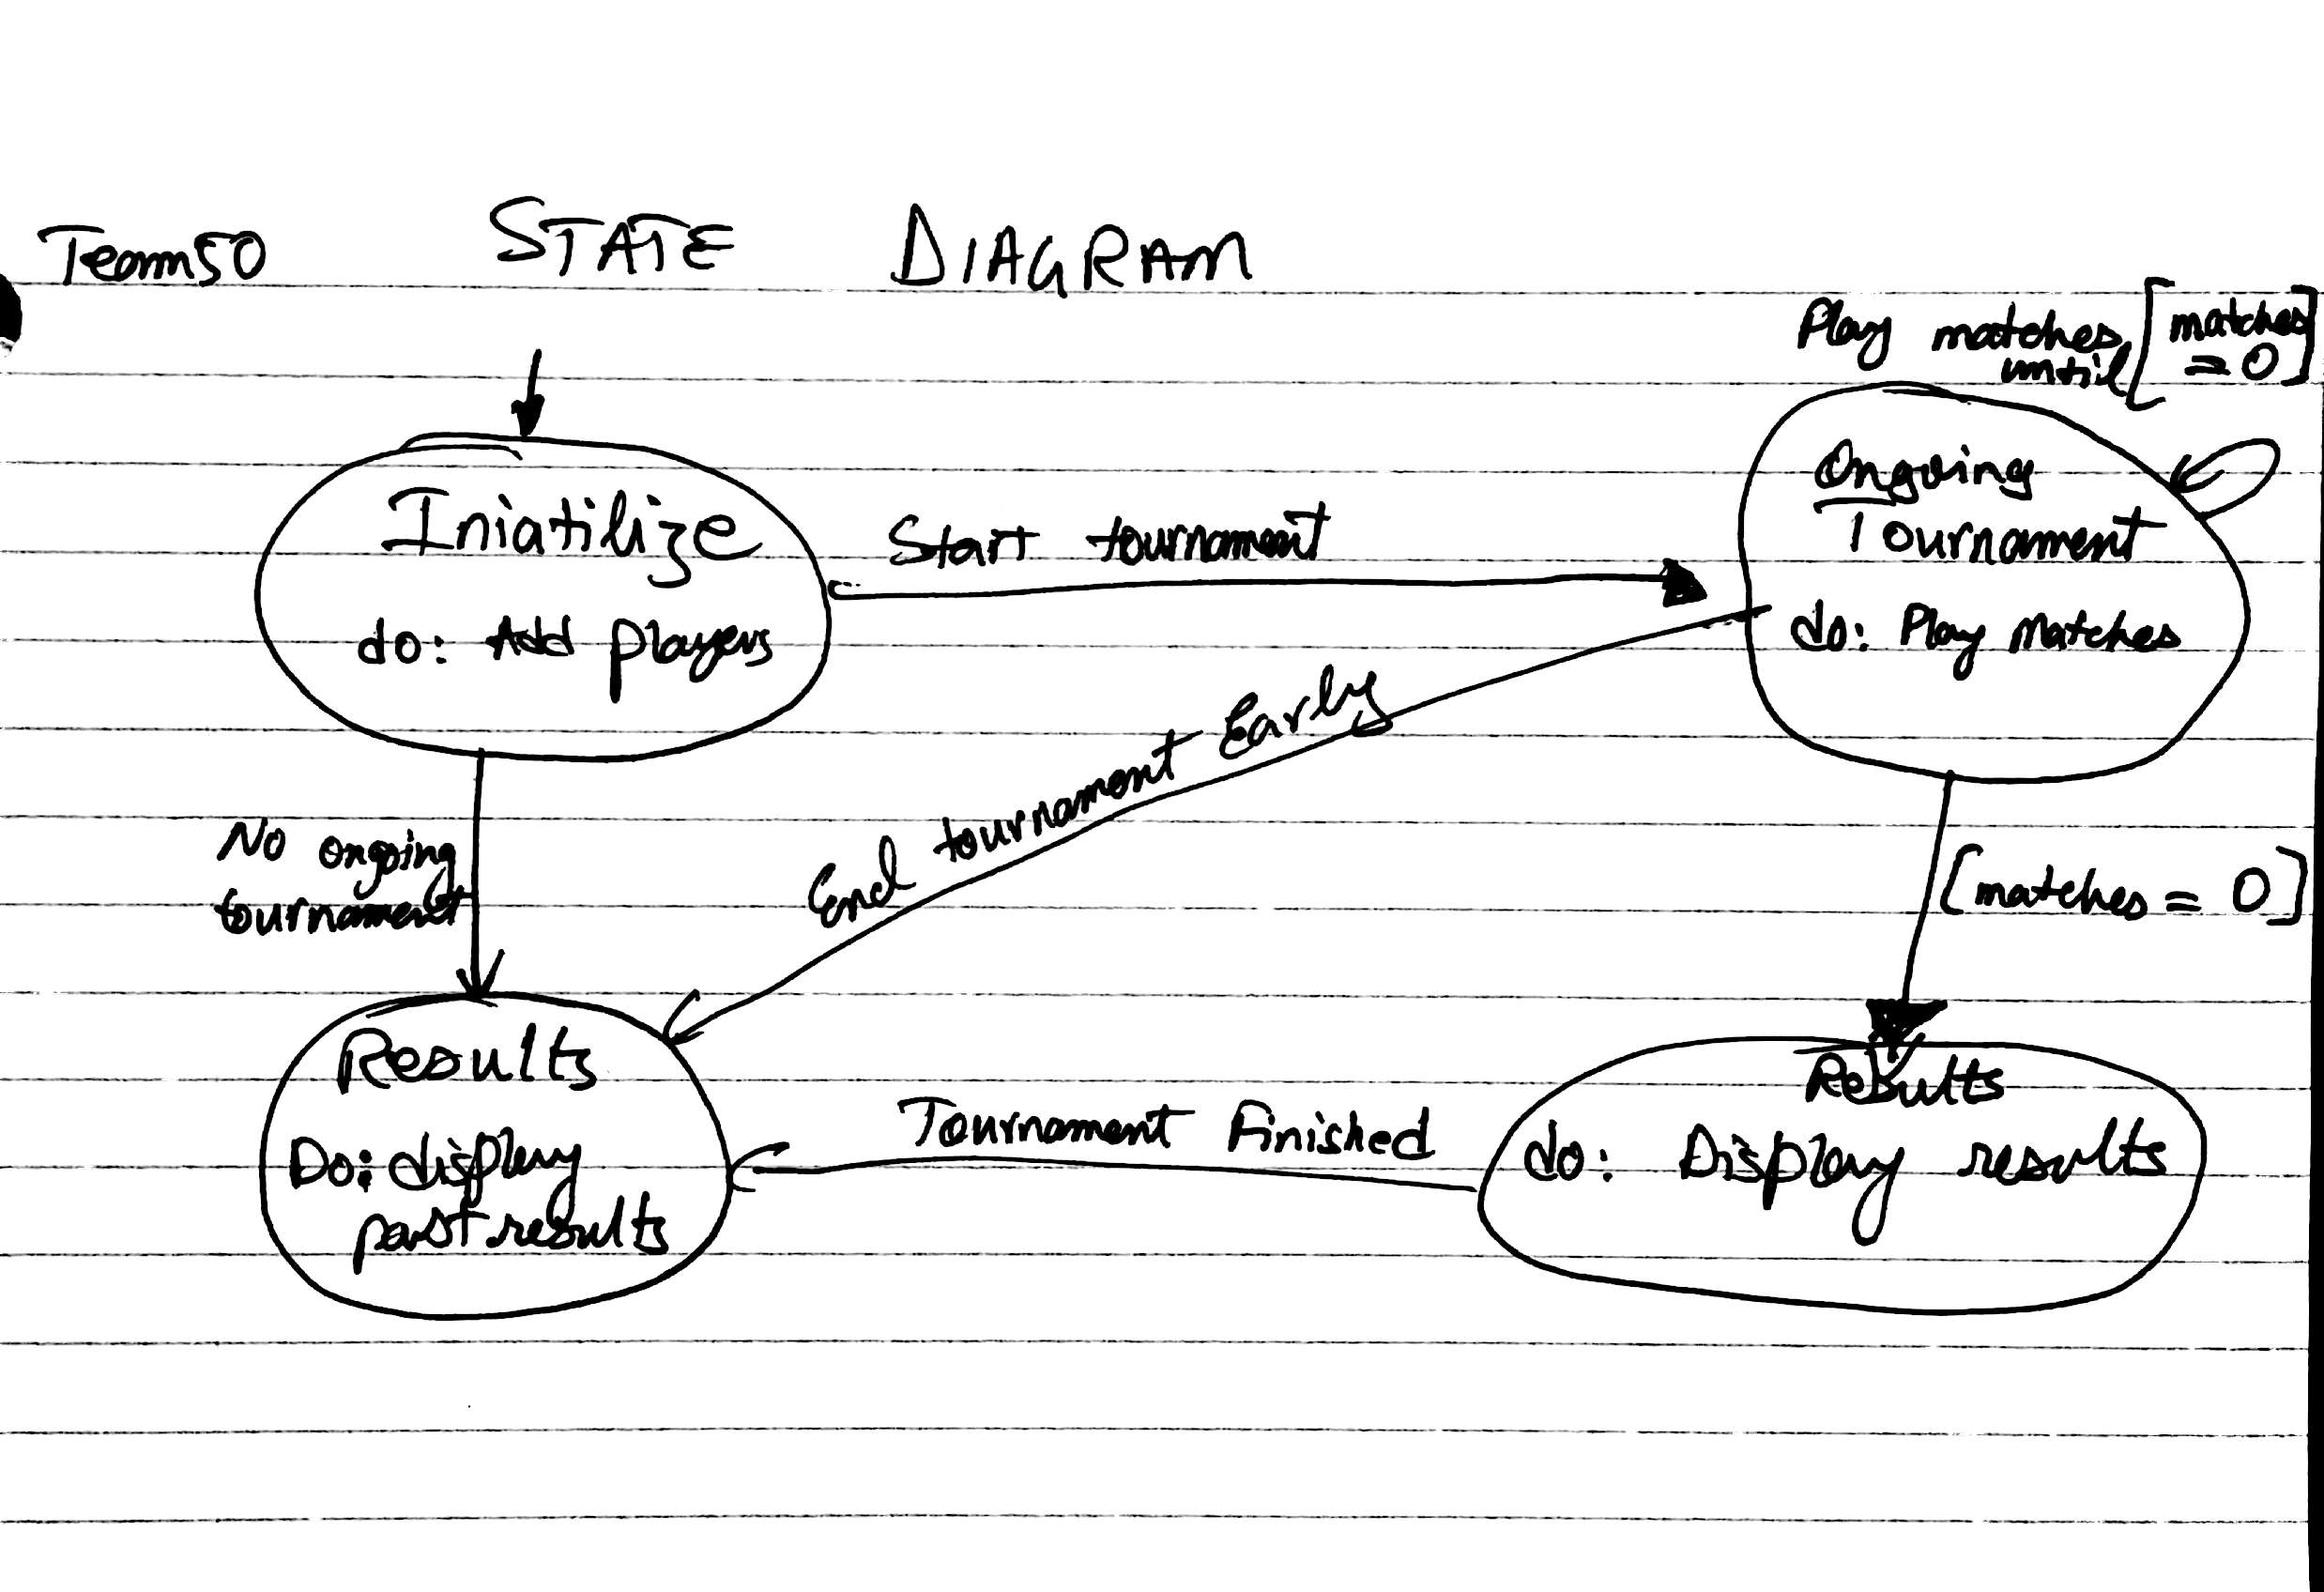 Team50 STATE DIAGRAM
Play matches [matches
until = 0]
Iniatilize
do: Add players
Start tournament
Ongoing
Tournament
do: Play Matches
No ongoing
tournament
End tournament Early
[matches = 0]
Results
Do: display
past results
Tournament Finished
Results
do: Display results